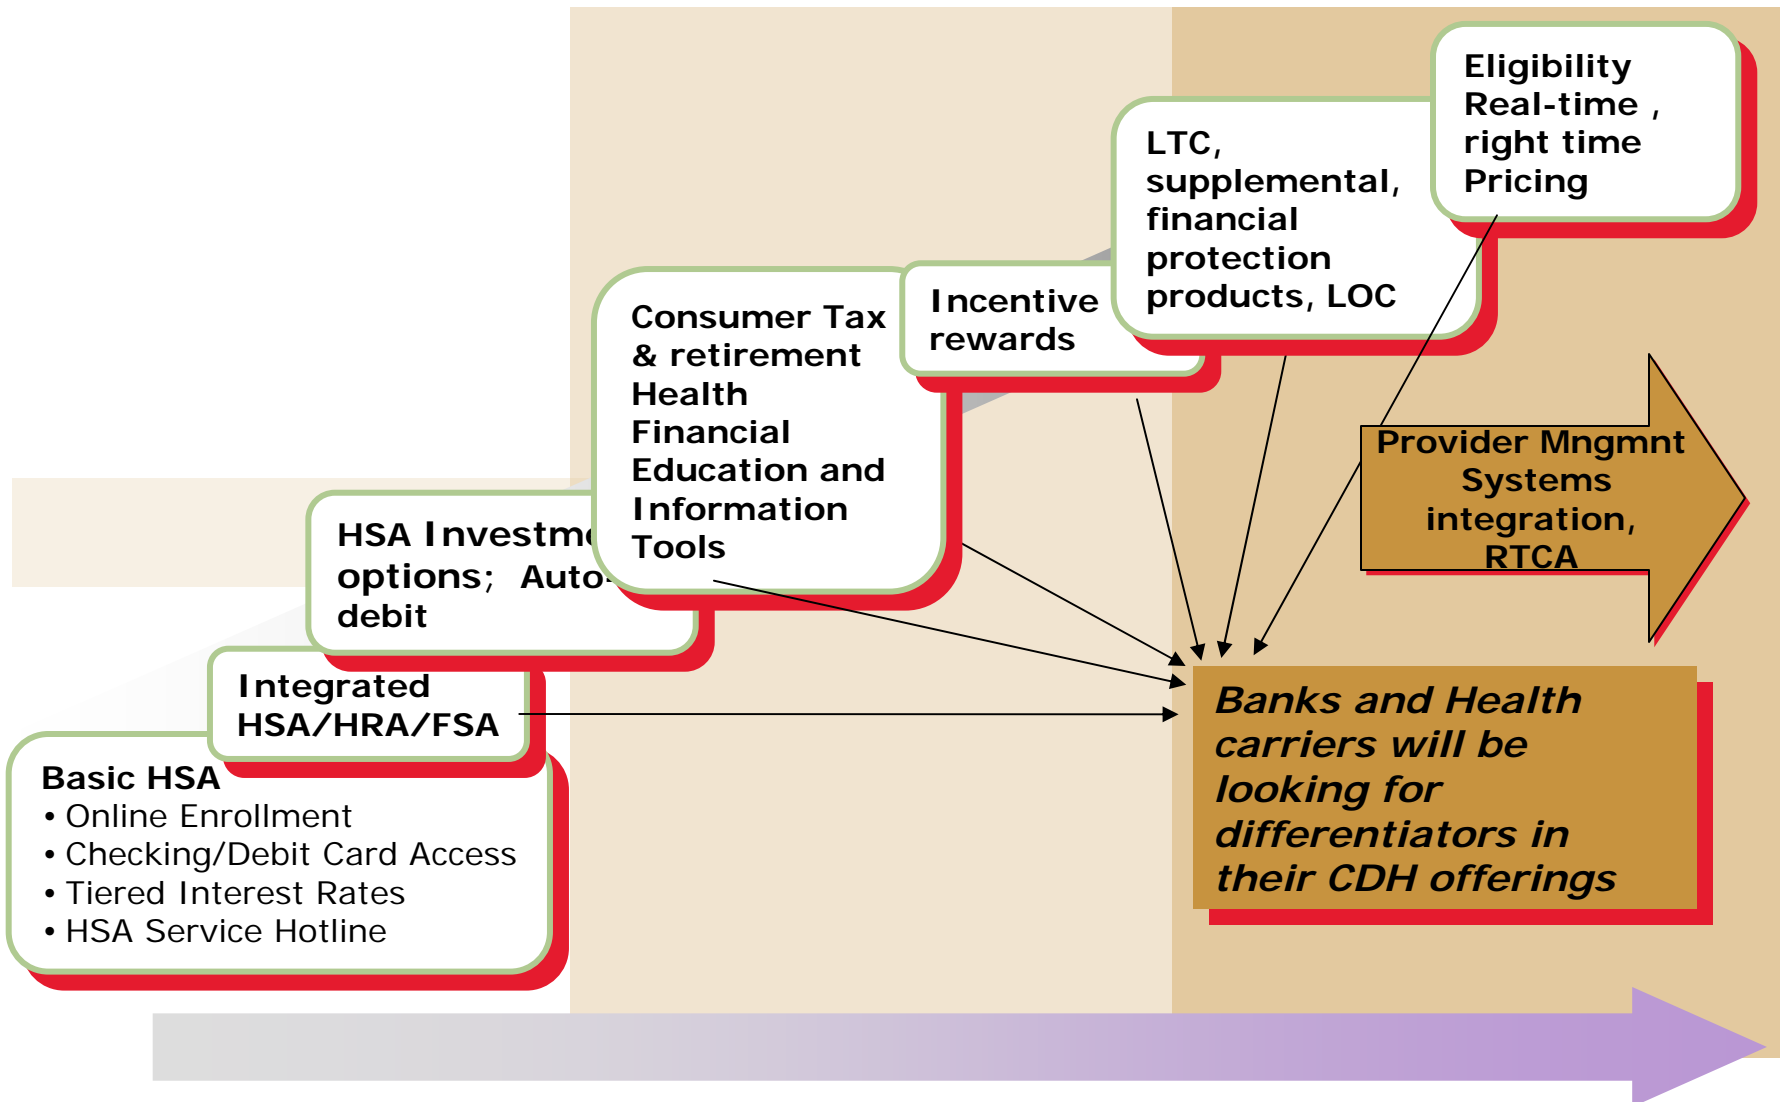 Eligibility
Real-time ,
right time
Pricing
LTC,
supplemental,
financial
protection
products, LOC
Incentive
rewards
Consumer Tax
& retirement
Health
Financial
Education and
Information
Tools
HSA Investm
options; Auto-
debit
Integrated
HSA/HRA/FSA
Basic HSA
• Online Enrollment
• Checking/Debit Card Access
• Tiered Interest Rates
• HSA Service Hotline
Provider Mngmnt
Systems
integration,
RTCA
Banks and Health
carriers will be
looking for
differentiators in
their CDH offerings